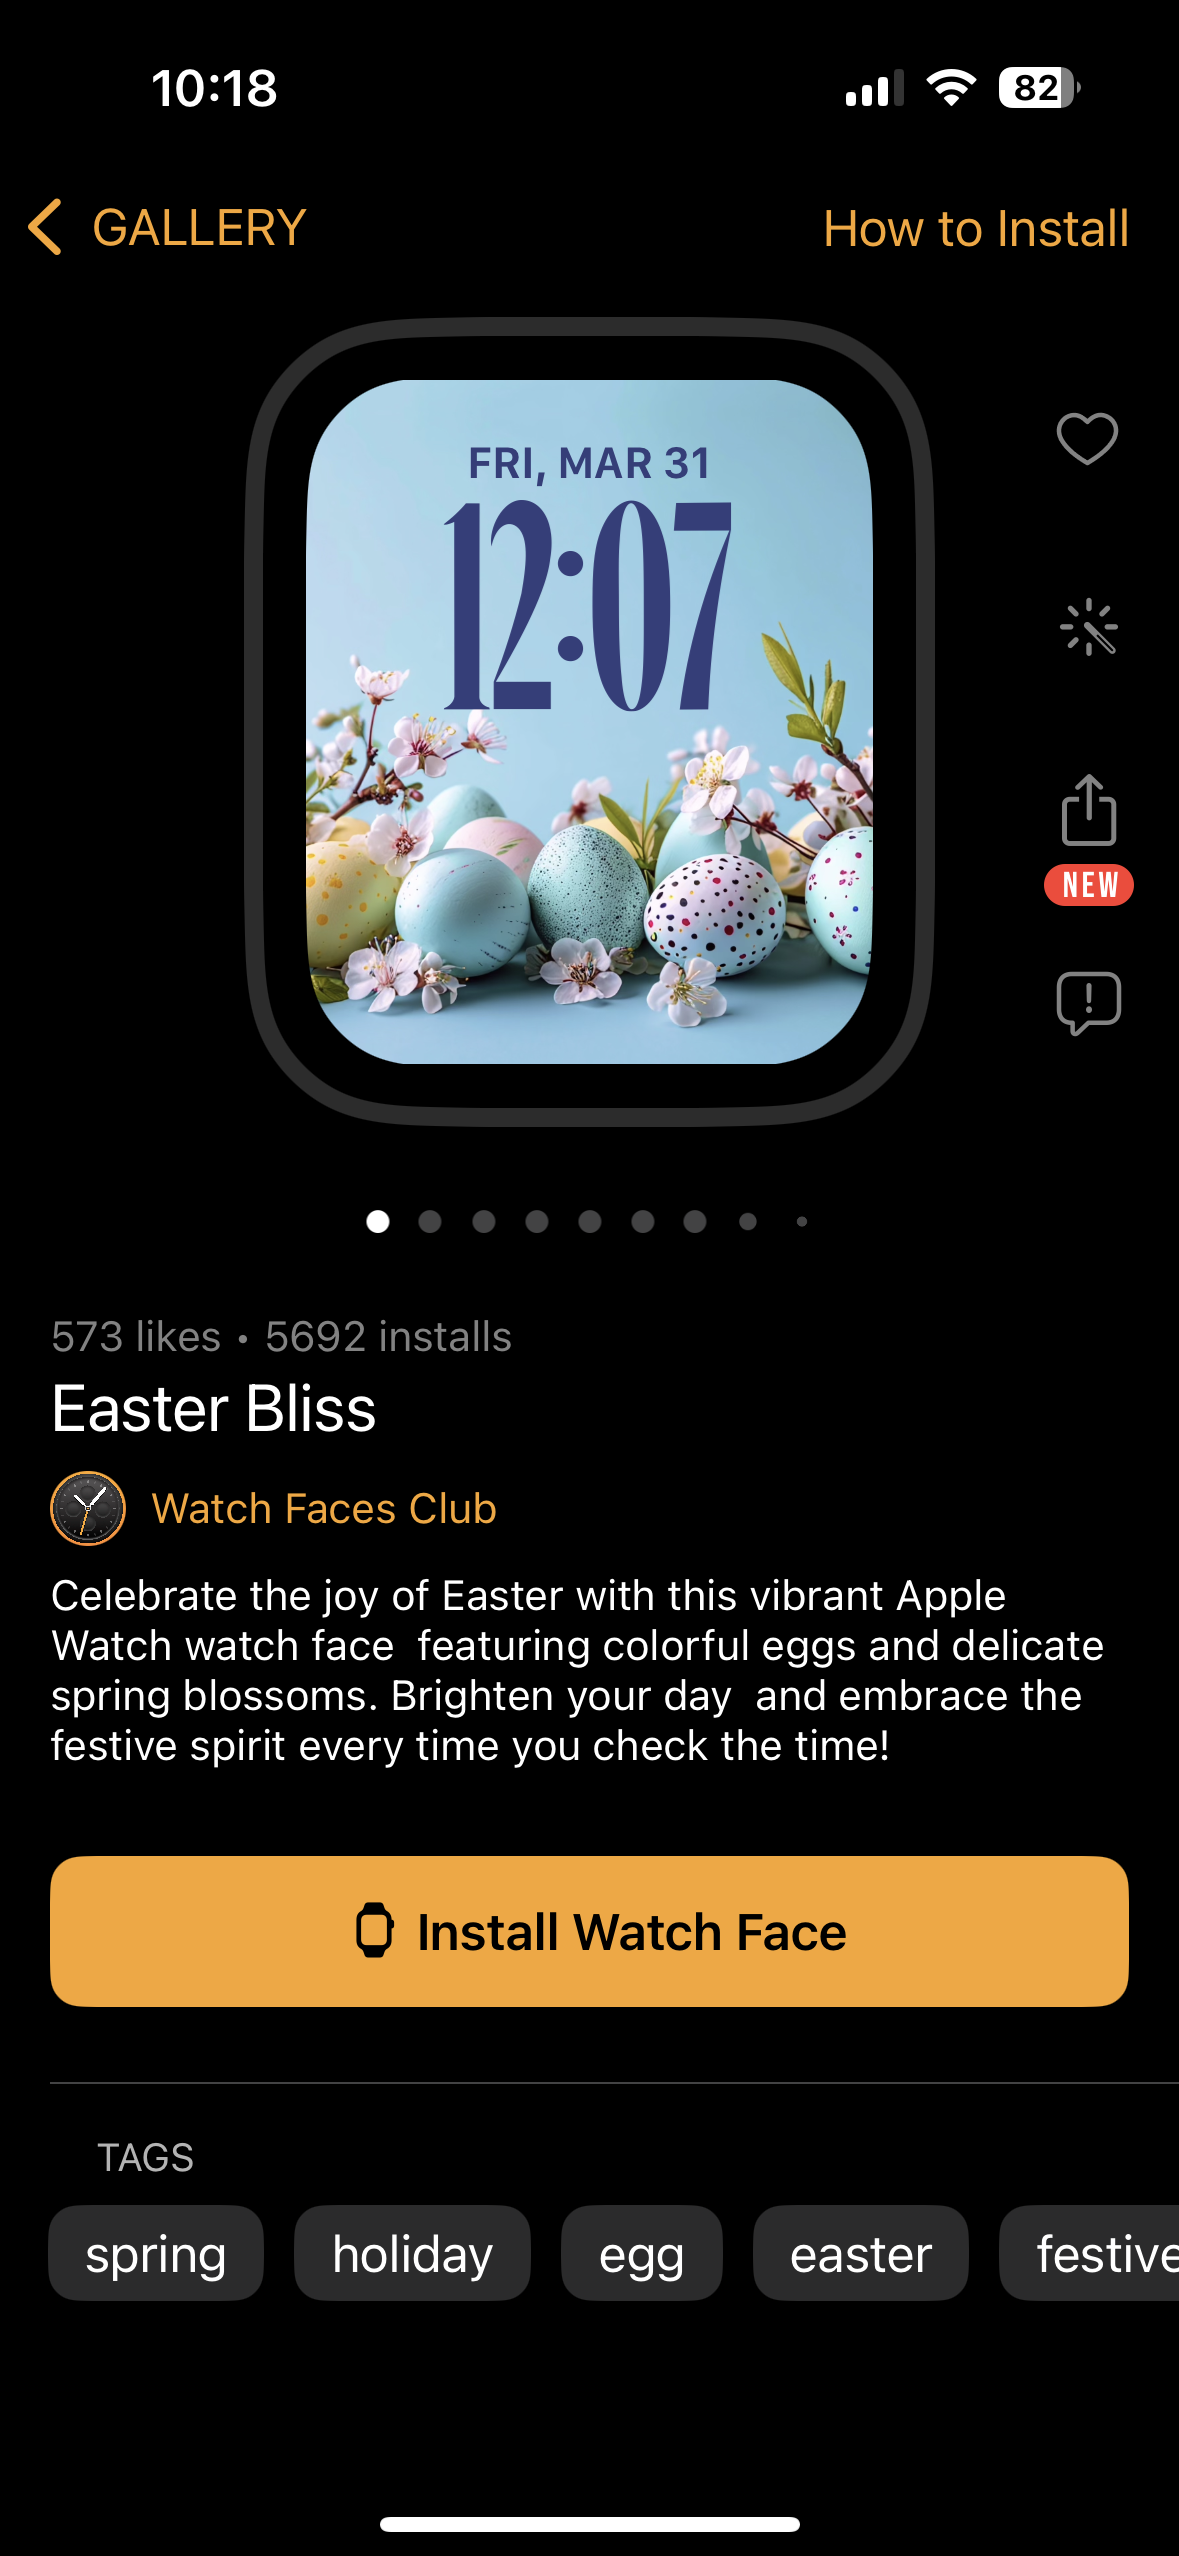 10:18
82
GALLERY
How to Install
FRI, MAR 31
12:07
NEW
573 likes • 5692 installs
Easter Bliss
Watch Faces Club
Celebrate the joy of Easter with this vibrant Apple
Watch watch face  featuring colorful eggs and delicate
spring blossoms. Brighten your day  and embrace the
festive spirit every time you check the time!
Install Watch Face
TAGS
spring holiday egg easter festive